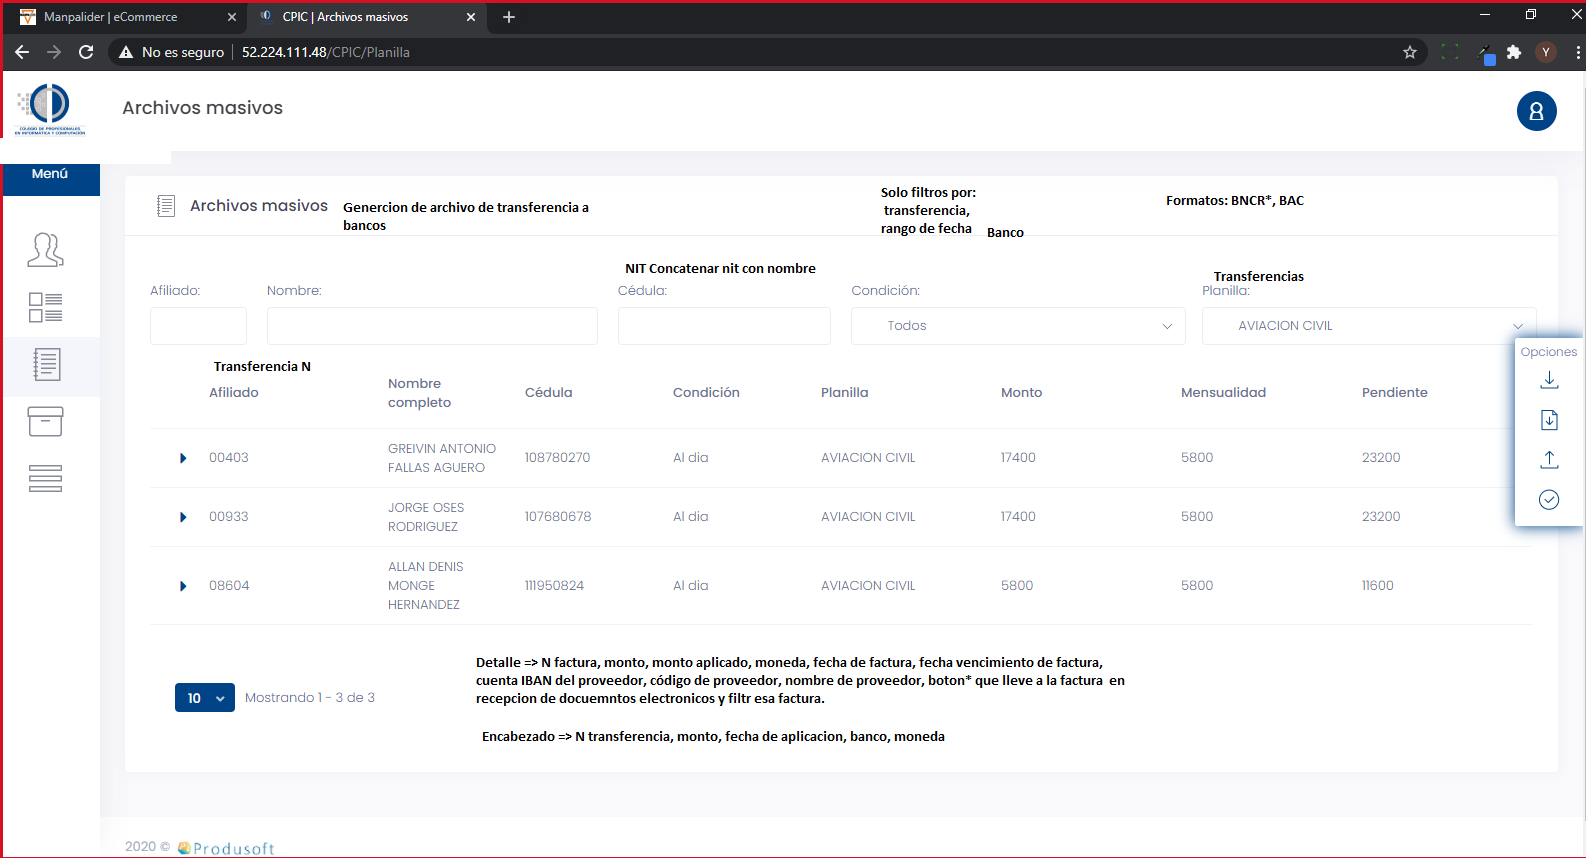 Manpalider | eCommerce
CPIC | Archivos masivos
No es seguro
52.224.111.48/CPIC/Planilla
Y
COLEGIO DE PROFESIONALES
EN INFORMATICA Y COMPUTACIÓN
Archivos masivos
Menú
Archivos masivos
Genercion de archivo de transferencia a
bancos
Solo filtros por:
transferencia,
rango de fecha
Banco
Formatos: BNCR*, BAC
NIT Concatenar nit con nombre
Transferencias
Afiliado:
Nombre:
Cédula:
Condición:
Planilla:
Todos
AVIACION CIVIL
Opciones
Transferencia N
Afiliado
Nombre
completo
Cédula
Condición
Planilla
Monto
Mensualidad
Pendiente
00403
GREIVIN ANTONIO
FALLAS AGUERO
108780270
Al dia
AVIACION CIVIL
17400
5800
23200
00933
JORGE OSES
RODRIGUEZ
107680678
Al dia
AVIACION CIVIL
17400
5800
23200
08604
ALLAN DENIS
MONGE
HERNANDEZ
111950824
Al dia
AVIACION CIVIL
5800
5800
11600
Detalle => N factura, monto, monto aplicado, moneda, fecha de factura, fecha vencimiento de factura,
cuenta IBAN del proveedor, código de proveedor, nombre de proveedor, boton* que lleve a la factura en
recepcion de docuemntos electronicos y filtr esa factura.
10
Mostrando 1 - 3 de 3
Encabezado => N transferencia, monto, fecha de aplicacion, banco, moneda
2020 © Produsoft